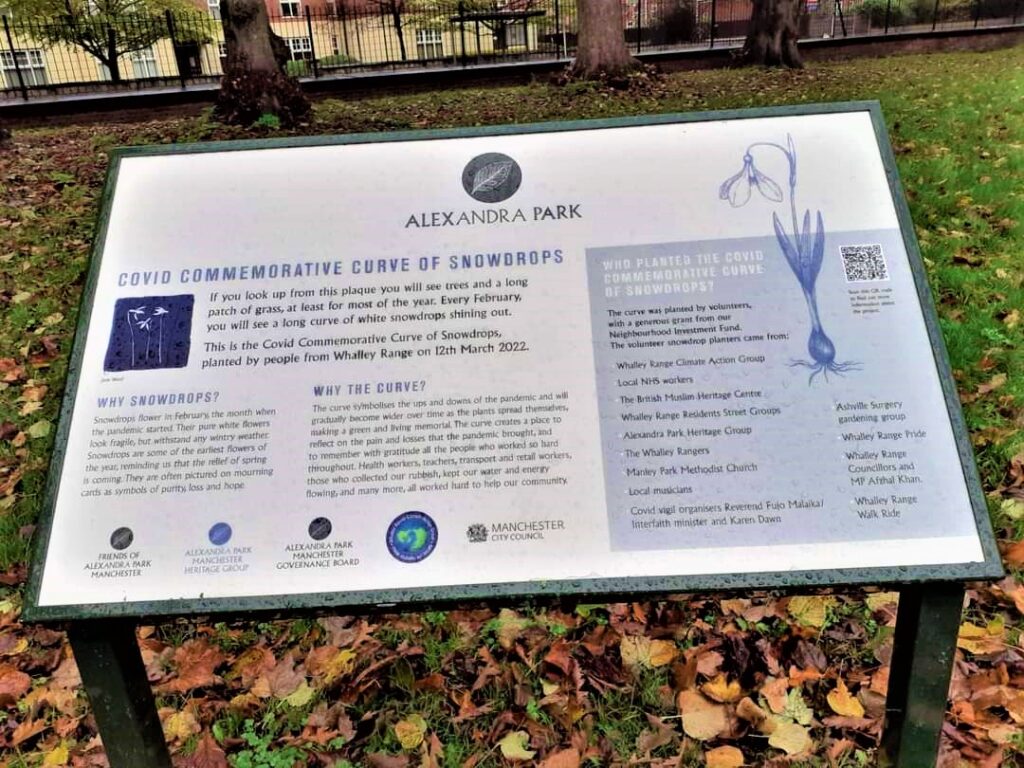 ALEXANDRA PARK
COVID COMMEMORATIVE CURVE OF SNOWDROPS
If you look up from this plaque you will see trees and a long
patch of grass, at least for most of the year. Every February,
you will see a long curve of white snowdrops shining out.
This is the Covid Commemorative Curve of Snowdrops,
planted by people from Whalley Range on 12th March 2022.
WHY SNOWDROPS?
Snowdrops flower in February, the month when
the pandemic started. Their pure white flowers
look fragile, but withstand any wintry weather.
Snowdrops are some of the earliest flowers of
the year, reminding us that the relief of spring
is coming. They are often pictured on mourning
cards as symbols of purity, loss and hope.
WHY THE CURVE?
The curve symbolises the ups and downs of the pandemic and will
gradually become wider over time as the plants spread themselves,
making a green and living memorial. The curve creates a place to
reflect on the pain and losses that the pandemic brought, and
to remember with gratitude all the people who worked so hard
throughout. Health workers, teachers, transport and retail workers,
those who collected our rubbish, kept our water and energy
flowing, and many more, all worked hard to help our community.
FRIENDS OF
ALEXANDRA PARK
MANCHESTER
ALEXANDRA PARK
MANCHESTER
HERITAGE GROUP
ALEXANDRA PARK
MANCHESTER
GOVERNANCE BOARD
MANCHESTER
CITY COUNCIL
WHO PLANTED THE COVID
COMMEMORATIVE CURVE
OF SNOWDROPS?
The curve was planted by volunteers,
with a generous grant from our
Neighbourhood Investment Fund.
The volunteer snowdrop planters came from:
Whalley Range Climate Action Group
Local NHS workers
The British Muslim Heritage Centre
Whalley Range Residents Street Groups
Alexandra Park Heritage Group
The Whalley Rangers
Manley Park Methodist Church
Local musicians
Covid vigil organisers Reverend Fujo Malaika/
Interfaith minister and Karen Dawn
Ashville Surgery
gardening group
Whalley Range Pride
Whalley Range
Councillors and
MP Afzhal Khan.
Whalley Range
Walk Ride
Scan this QR code
to find out more
information about
the project.